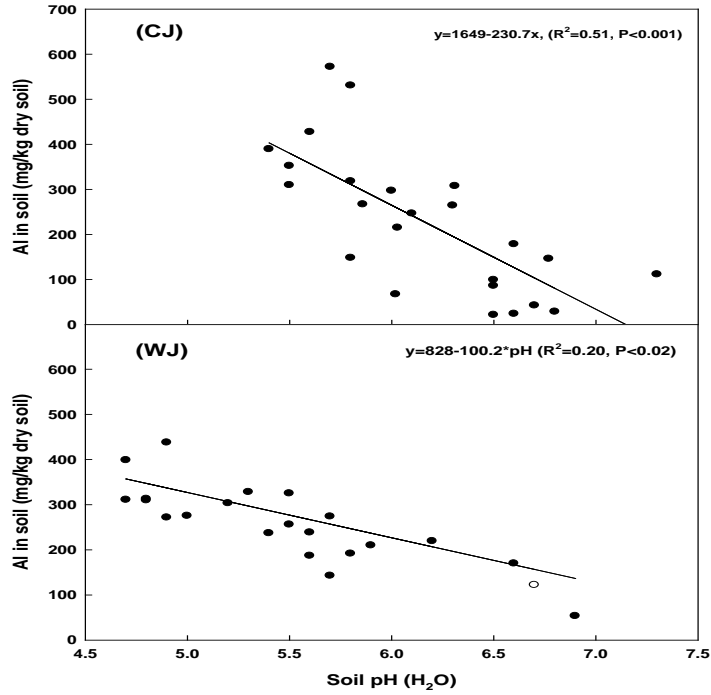 (CJ)
y=1649-230.7x, (R²=0.51, P<0.001)
Al in soil (mg/kg dry soil)
700
600
500
400
300
200
100
0
(WJ)
y=828-100.2*pH (R²=0.20, P<0.02)
Al in soil (mg/kg dry soil)
600
500
400
300
200
100
0
4.5 5.0 5.5 6.0 6.5 7.0 7.5
Soil pH (H₂O)